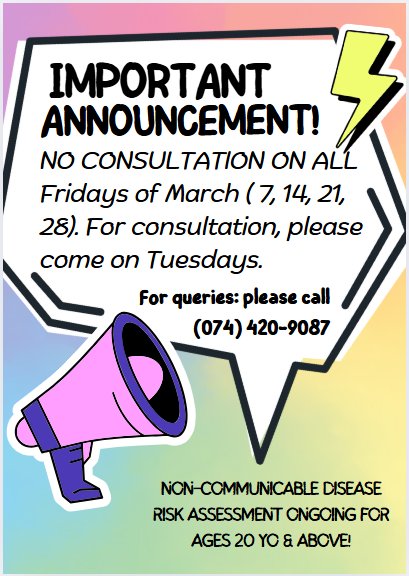 IMPORTANT
ANNOUNCEMENT!
NO CONSULTATION ON ALL
Fridays of March ( 7, 14, 21,
28). For consultation, please
come on Tuesdays.
For queries: please call
(074) 420-9087
NON-COMMUNICABLE DISEASE
RISK ASSESSMENT ONGOING FOR
AGES 20 YO & ABOVE!